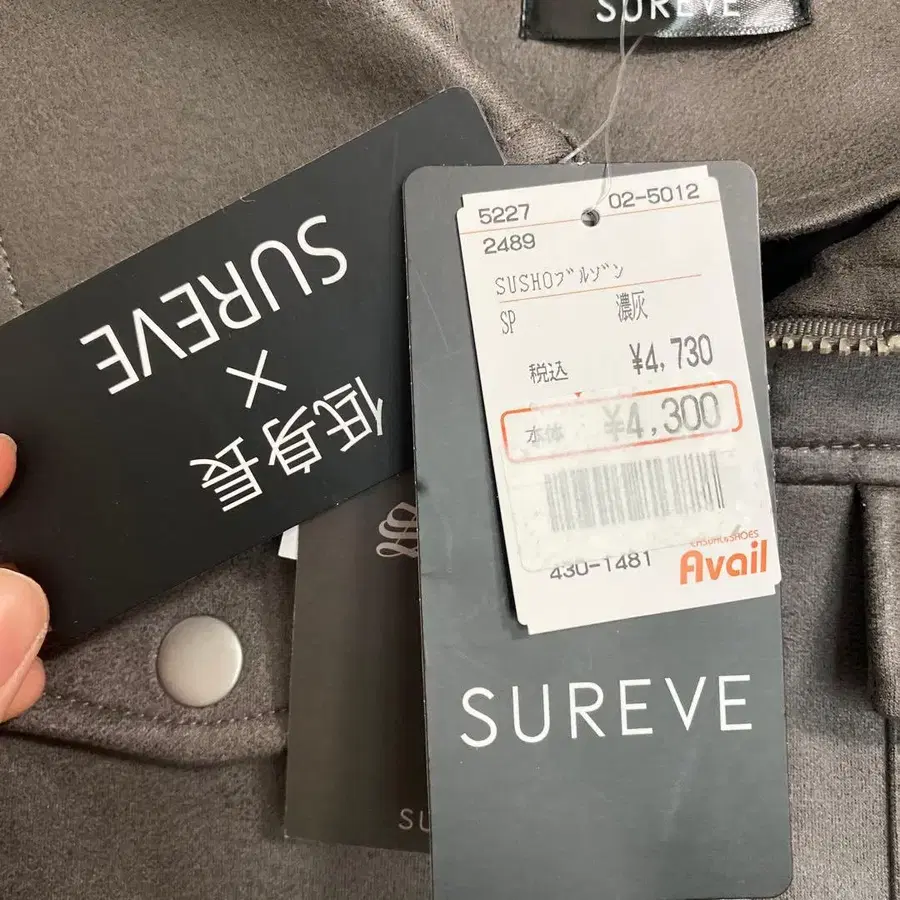 SUREVE
SUREVE
×
低身長
5227 02-5012
2489
SUSHOブルゾン
SP 濃灰
税込 ¥4,730
本体 ¥4,300
430-1481
CASUAL&SHOES
Avail
SUREVE
SU